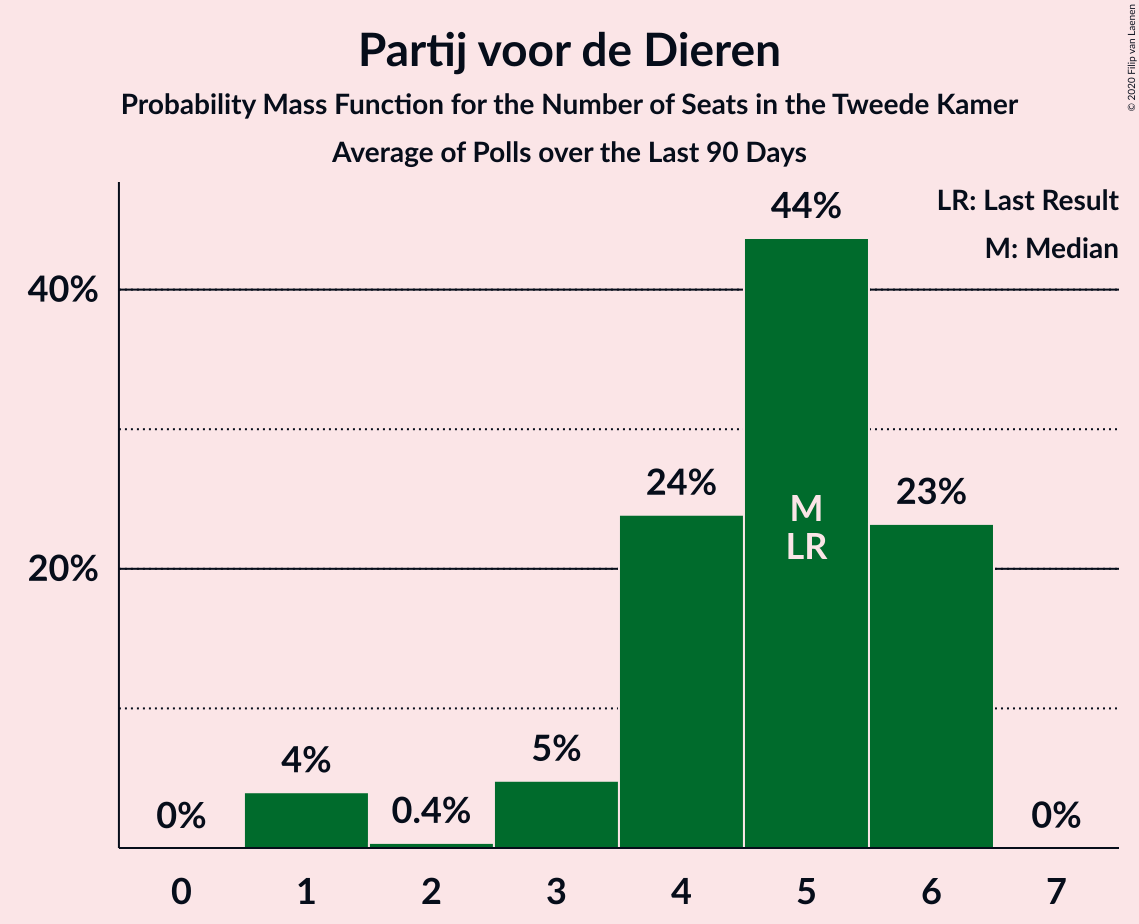 Partij voor de Dieren
Probability Mass Function for the Number of Seats in the Tweede Kamer
Average of Polls over the Last 90 Days
© 2020 Filip van Laenen
LR: Last Result
M: Median
44%
40%
24%
23%
M
LR
20%
5%
4%
0.4%
0%
0%
0 1 2 3 4 5 6 7